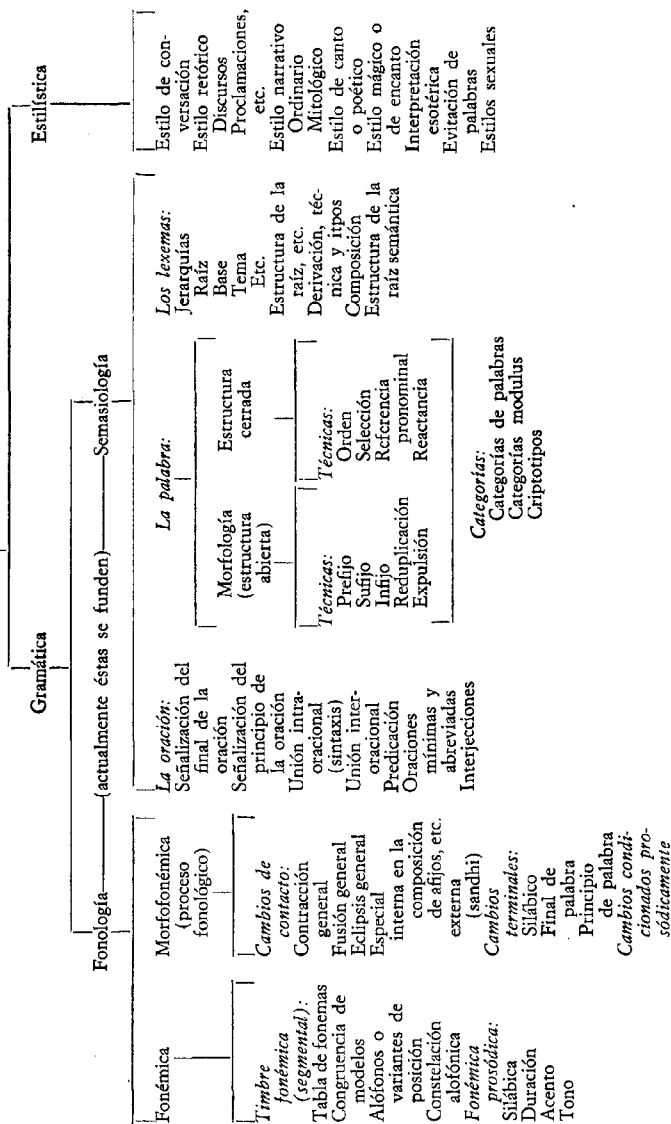 Gramática
Estilística
Fonología——(actualmente éstas se funden)——Semasiología
Fonémica
Timbre
fonémica
(segmental):
Tabla de fonemas
Congruencia de
modelos
Alófonos o
variantes de
posición
Constelación
alofónica
Fonémica
prosódica:
Silábica
Duración
Acento
Tono
Morfofonémica
(proceso
fonológico)
Cambios de
contacto:
Contracción
general
Fusión general
Eclipsis general
Especial
interna en la
composición
de afijos, etc.
externa
(sandhi)
Cambios
terminales:
Silábico
Final de
palabra
Principio
de palabra
Cambios condi-
cionados pro-
sódicamente
La oración:
Señalización del
final de la
oración
Señalización del
principio de
la oración
Unión intra-
oracional
(sintaxis)
Unión inter-
oracional
Predicación
Oraciones
mínimas y
abreviadas
Interjecciones
La palabra:
Morfología
(estructura
abierta)
Técnicas:
Prefijo
Sufijo
Infijo
Reduplicación
Expulsión
Estructura
cerrada
Técnicas:
Orden
Selección
Referencia
pronominal
Reactancia
Categorías:
Categorías de palabras
Categorías modulus
Criptotipos
Los lexemas:
Jerarquías
Raíz
Base
Tema
Etc.
Estructura de la
raíz, etc.
Derivación, téc-
nica y itpos
Composición
Estructura de la
raíz semántica
Estilo de con-
versación
Estilo retórico
Discursos
Proclamaciones,
etc.
Estilo narrativo
Ordinario
Mitológico
Estilo de canto
o poético
Estilo mágico o
de encanto
Interpretación
esotérica
Evitación de
palabras
Estilos sexuales